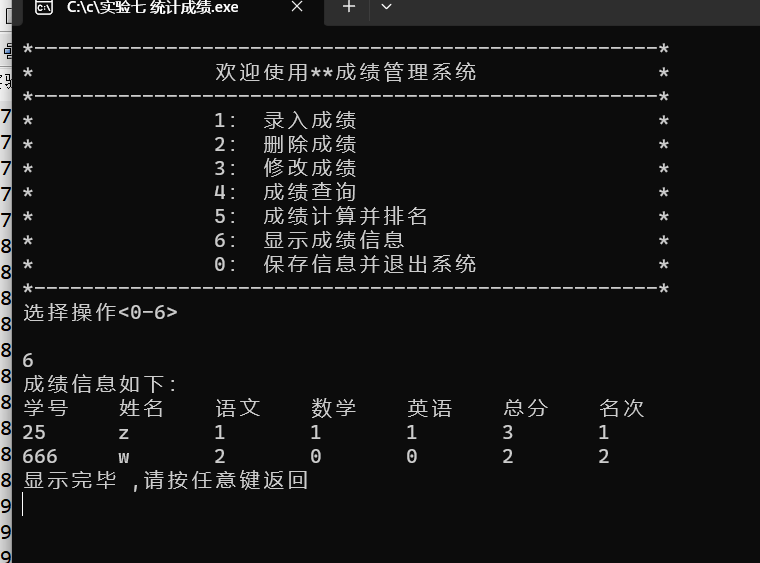 C:\c\实验七 统计成绩.exe
*----------------------------------------------------*
* 欢迎使用**成绩管理系统 *
*----------------------------------------------------*
* 1: 录入成绩 *
* 2: 删除成绩 *
* 3: 修改成绩 *
* 4: 成绩查询 *
* 5: 成绩计算并排名 *
* 6: 显示成绩信息 *
* 0: 保存信息并退出系统 *
*----------------------------------------------------*
选择操作<0-6>
6
成绩信息如下:
学号 姓名 语文 数学 英语 总分 名次
25 z 1 1 1 3 1
666 w 2 0 0 2 2
显示完毕 ,请按任意键返回